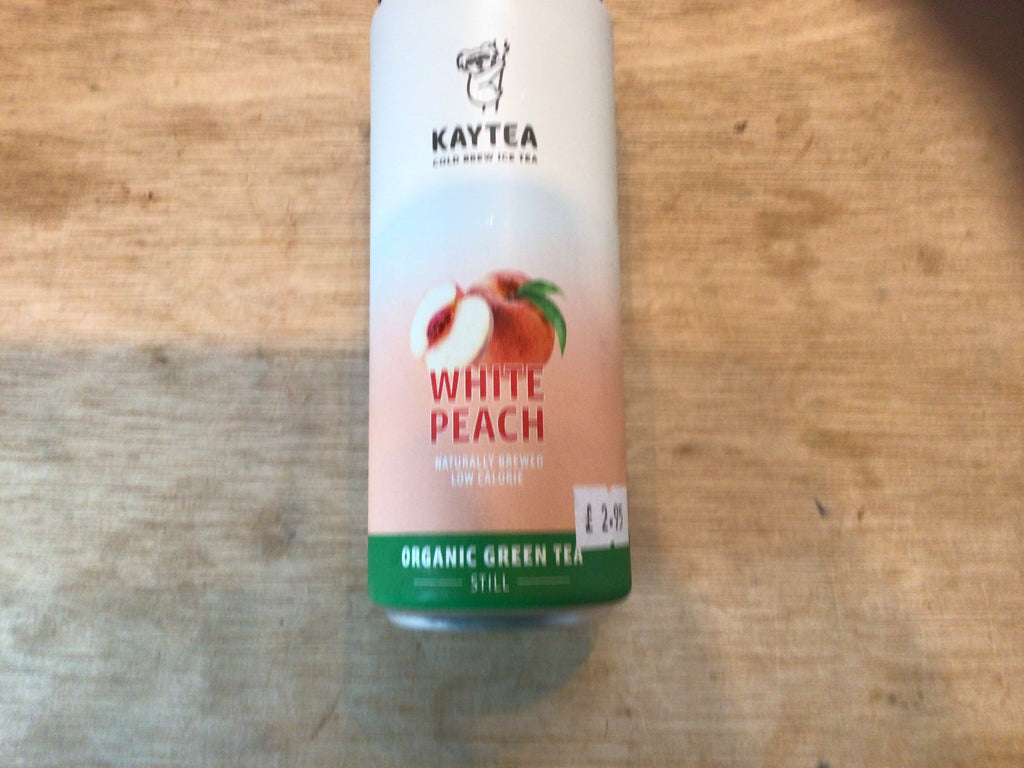 KAYTEA
COLD BREW ICE TEA
WHITE
PEACH
NATURALLY BREWED
LOW CALORIE
£ 2.95
ORGANIC GREEN TEA
STILL